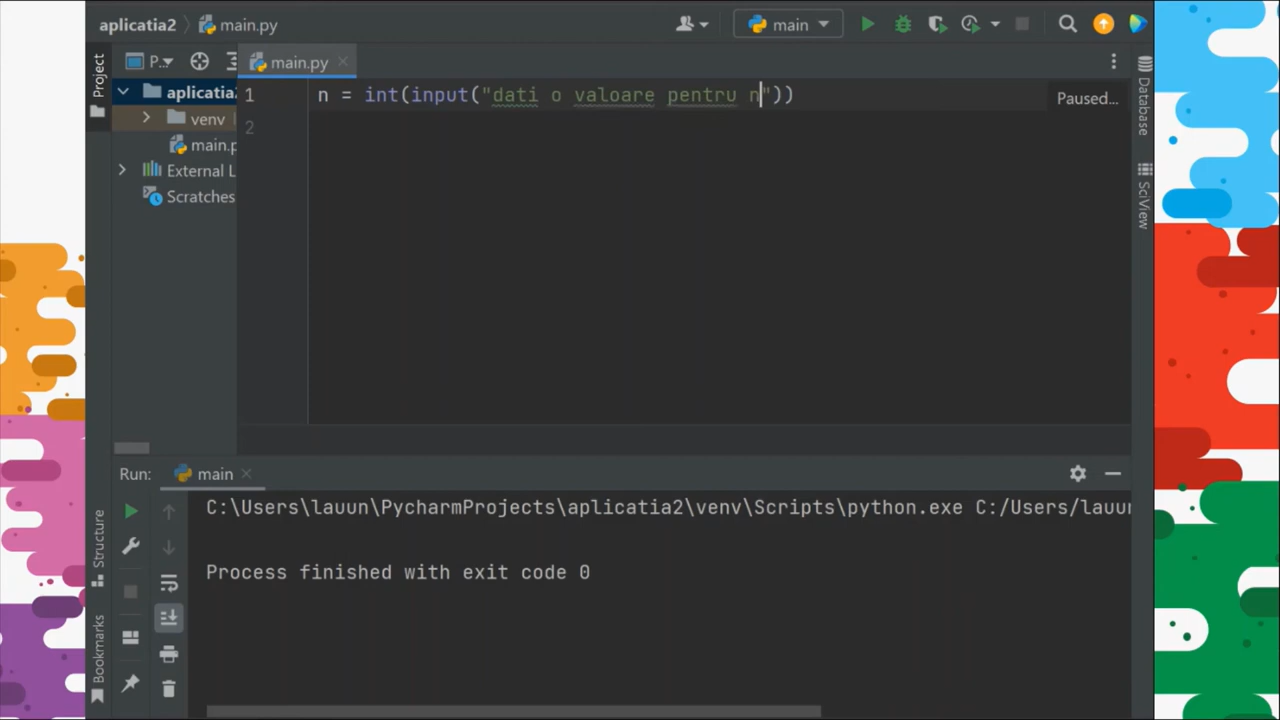 aplicatia2 main.py
main
Project
P..
main.py
1 n = int(input("dati o valoare pentru n"))
2
Paused...
aplicatia2
venv
main.p
External L
Scratches
Database
SciView
Run: main
C:\Users\lauun\PycharmProjects\aplicatia2\venv\Scripts\python.exe C:/Users/lauun
Process finished with exit code 0
Structure
Bookmarks